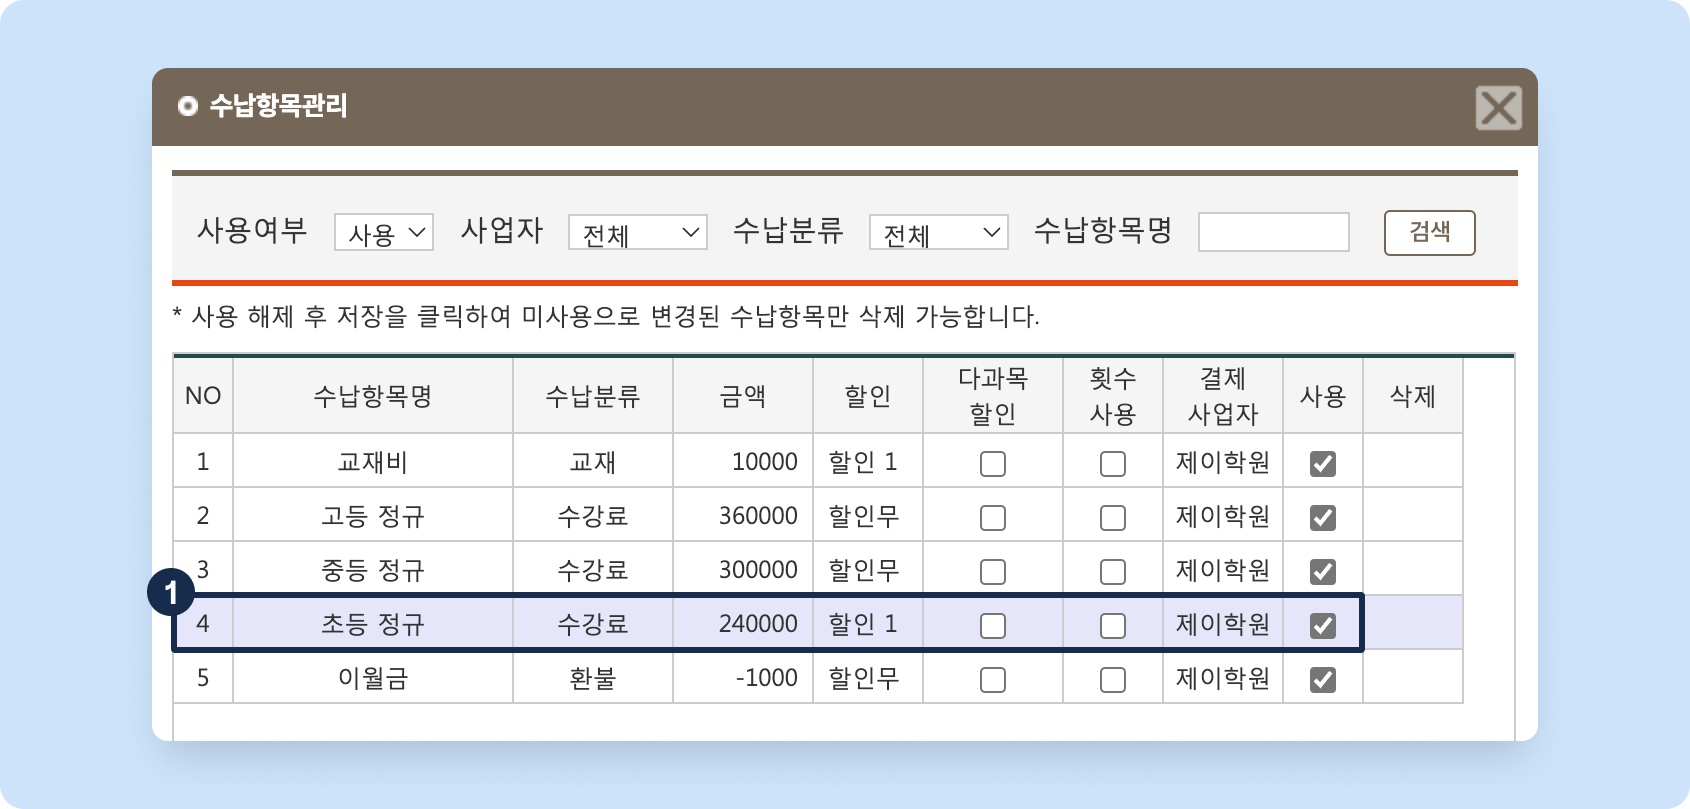 수납항목관리
사용여부 사용 사업자 전체 수납분류 전체 수납항목명 검색
* 사용 해제 후 저장을 클릭하여 미사용으로 변경된 수납항목만 삭제 가능합니다.
NO 수납항목명 수납분류 금액 할인 다과목 할인 횟수 사용 결제 사업자 사용 삭제
1 교재비 교재 10000 할인 1 제이학원
2 고등 정규 수강료 360000 할인무 제이학원
3 중등 정규 수강료 300000 할인무 제이학원
1
4 초등 정규 수강료 240000 할인 1 제이학원
5 이월금 환불 -1000 할인무 제이학원